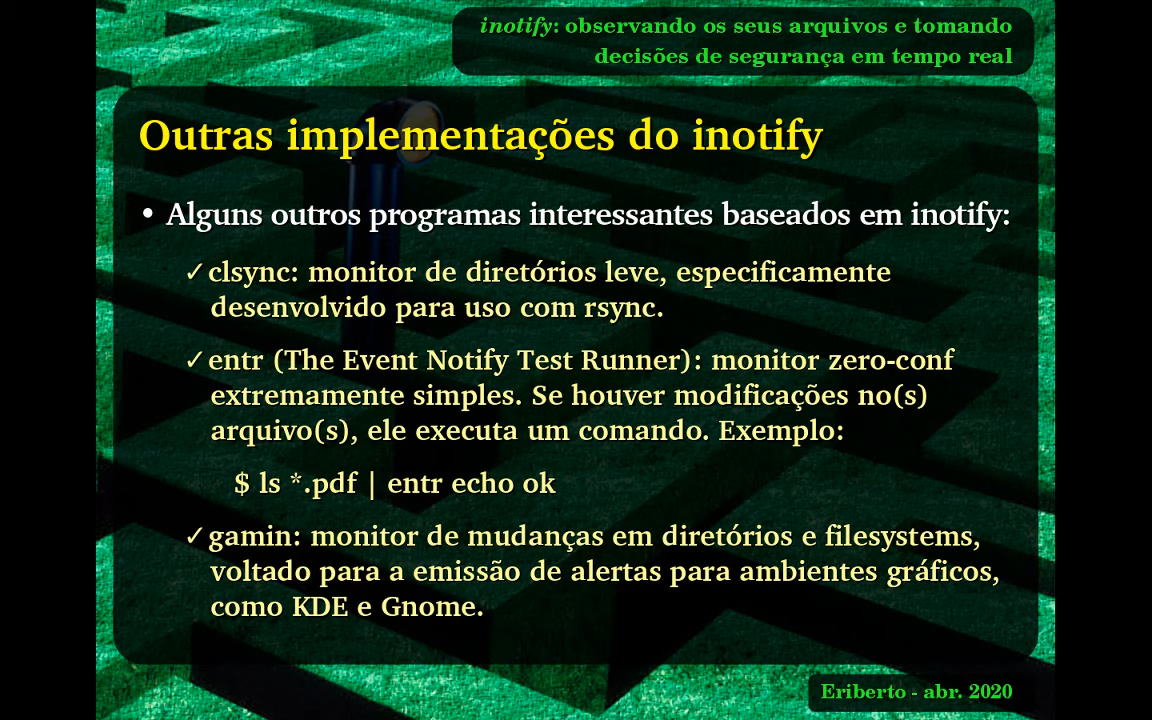 inotify: observando os seus arquivos e tomando
decisões de segurança em tempo real
Outras implementações do inotify
• Alguns outros programas interessantes baseados em inotify:
✓clsync: monitor de diretórios leve, especificamente
desenvolvido para uso com rsync.
✓entr (The Event Notify Test Runner): monitor zero-conf
extremamente simples. Se houver modificações no(s)
arquivo(s), ele executa um comando. Exemplo:
$ ls *.pdf | entr echo ok
✓gamin: monitor de mudanças em diretórios e filesystems,
voltado para a emissão de alertas para ambientes gráficos,
como KDE e Gnome.
Eriberto - abr. 2020